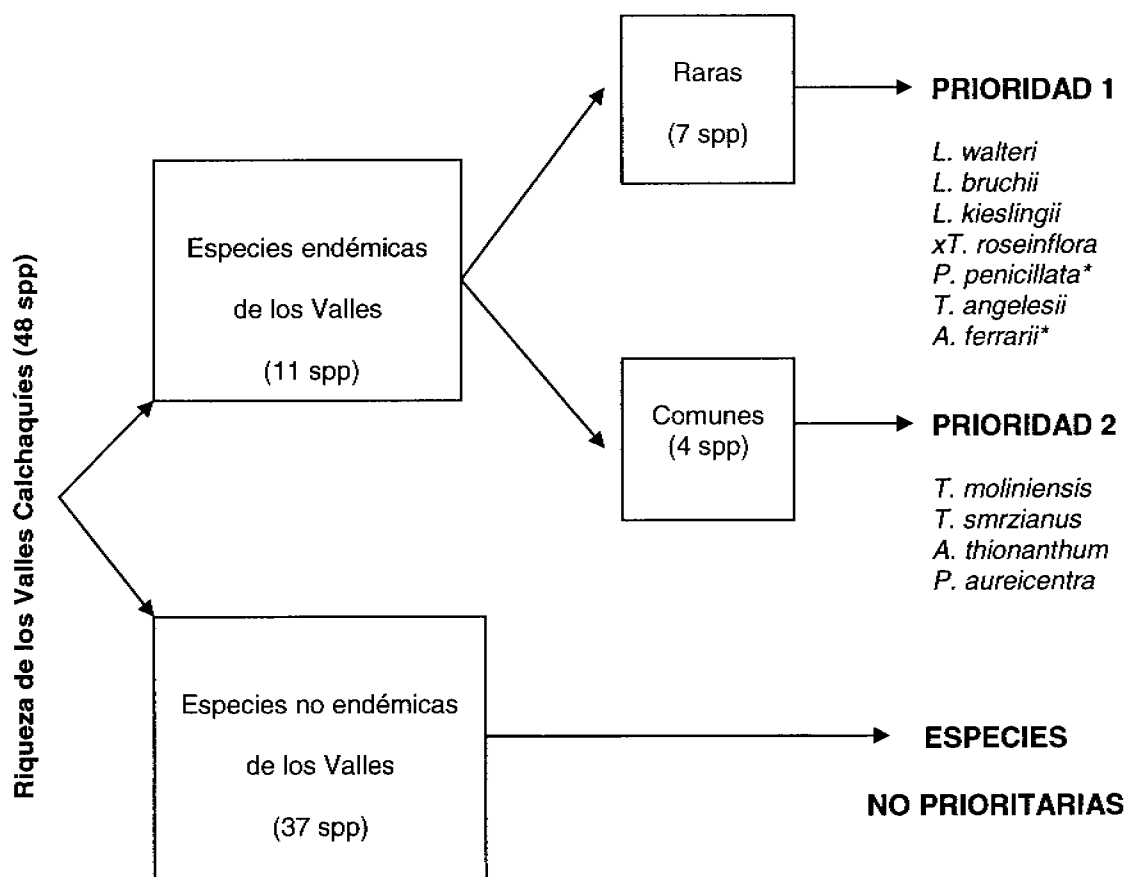 Riqueza de los Valles Calchaquíes (48 spp)
Especies endémicas
de los Valles
(11 spp)
Raras
(7 spp)
PRIORIDAD 1
L. walteri
L. bruchii
L. kieslingii
xT. roseinflora
P. penicillata*
T. angelesii
A. ferrarii*
Comunes
(4 spp)
PRIORIDAD 2
T. moliniensis
T. smrzianus
A. thionanthum
P. aureicentra
Especies no endémicas
de los Valles
(37 spp)
ESPECIES
NO PRIORITARIAS